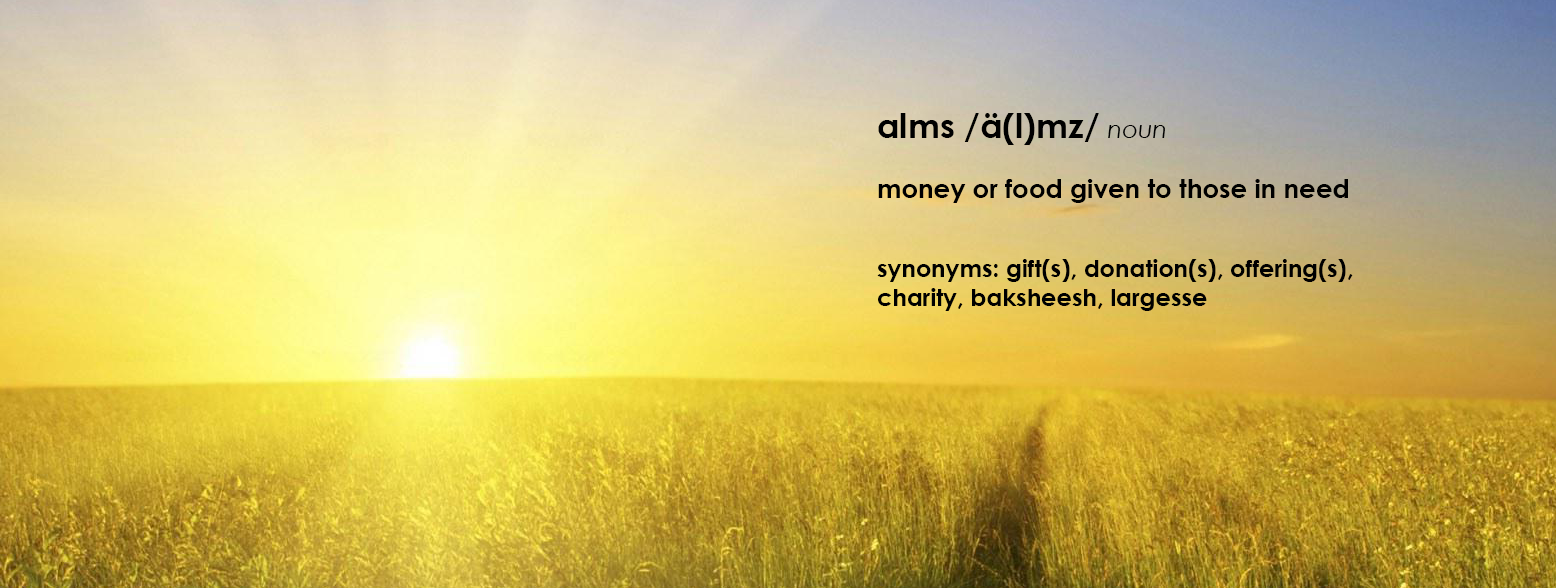 alms /ä(l)mz/ noun
money or food given to those in need
synonyms: gift(s), donation(s), offering(s),
charity, baksheesh, largesse